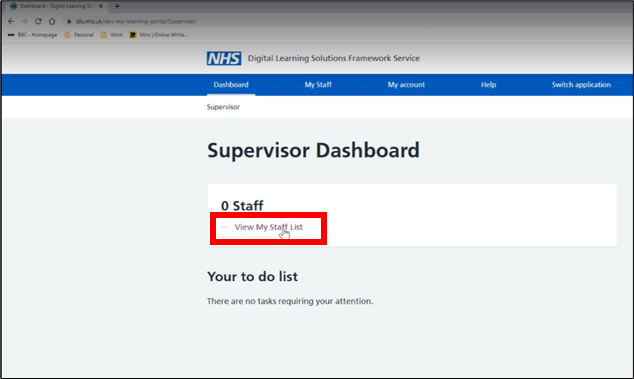 Dashboard - Digital Learning Sol
dls.nhs.uk/dev-my-learning-portal/Supervisor
BBC - Homepage Personal Work Miro | Online White...
NHS Digital Learning Solutions Framework Service
Dashboard My Staff My account Help Switch application
Supervisor
Supervisor Dashboard
0 Staff
View My Staff List
Your to do list
There are no tasks requiring your attention.